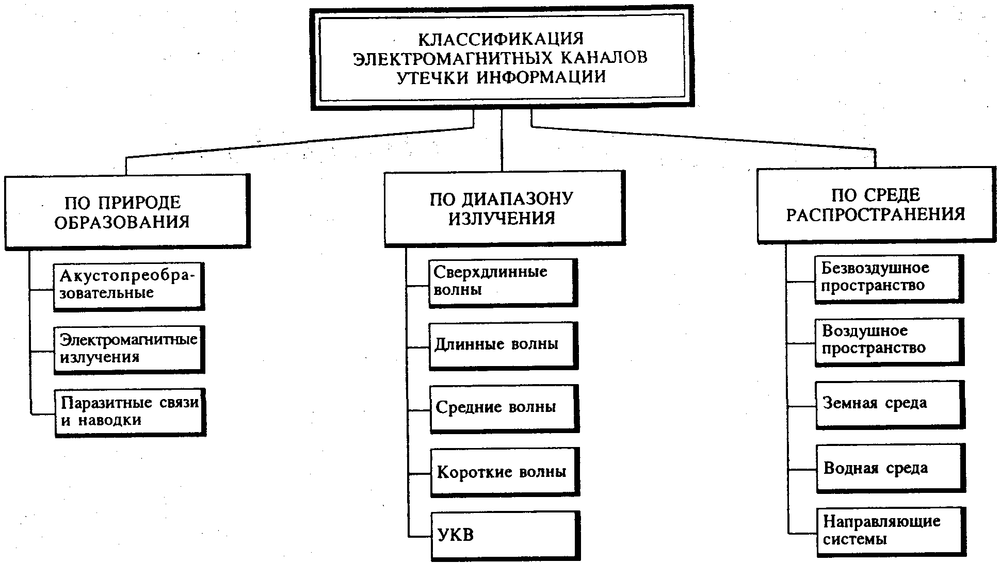 КЛАССИФИКАЦИЯ
ЭЛЕКТРОМАГНИТНЫХ КАНАЛОВ
УТЕЧКИ ИНФОРМАЦИИ
ПО ПРИРОДЕ
ОБРАЗОВАНИЯ
Акустопреобра-
зовательные
Электромагнитные
излучения
Паразитные связи
и наводки
ПО ДИАПАЗОНУ
ИЗЛУЧЕНИЯ
Сверхдлинные
волны
Длинные волны
Средние волны
Короткие волны
УКВ
ПО СРЕДЕ
РАСПРОСТРАНЕНИЯ
Безвоздушное
пространство
Воздушное
пространство
Земная среда
Водная среда
Направляющие
системы